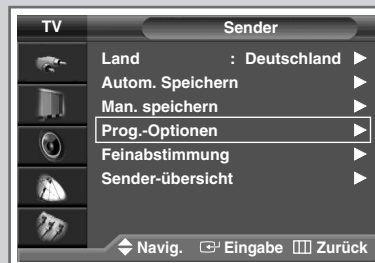 TV Sender
Land : Deutschland
Autom. Speichern
Man. speichern
Prog.-Optionen
Feinabstimmung
Sender-übersicht
Navig. Eingabe Zurück